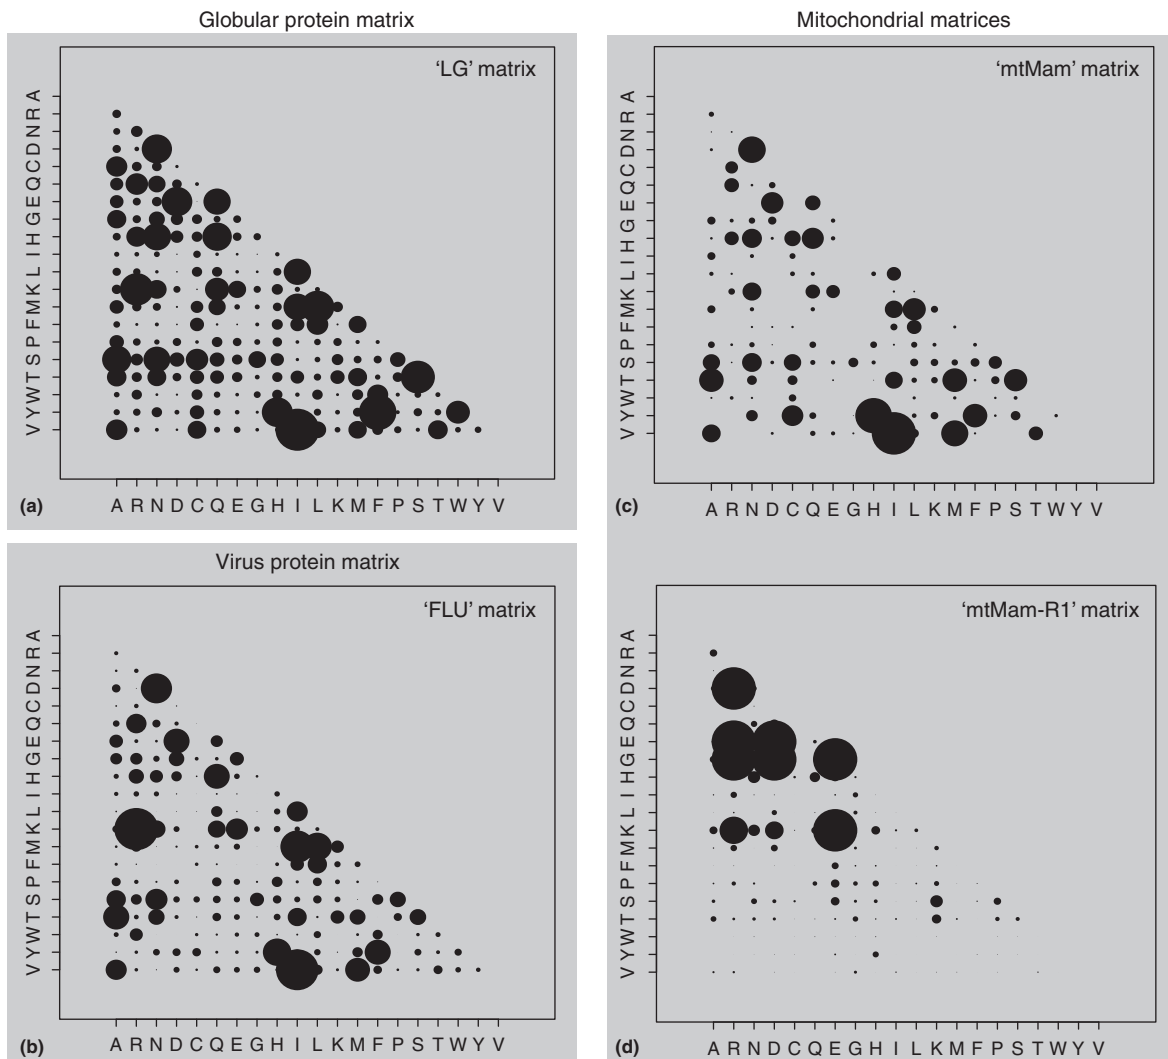 Globular protein matrix
'LG' matrix
V Y W T S P F M K L I H G E Q C D N R A
A R N D C Q E G H I L K M F P S T W Y V
(a)
Virus protein matrix
'FLU' matrix
V Y W T S P F M K L I H G E Q C D N R A
A R N D C Q E G H I L K M F P S T W Y V
(b)
Mitochondrial matrices
'mtMam' matrix
V Y W T S P F M K L I H G E Q C D N R A
A R N D C Q E G H I L K M F P S T W Y V
(c)
'mtMam-R1' matrix
V Y W T S P F M K L I H G E Q C D N R A
A R N D C Q E G H I L K M F P S T W Y V
(d)